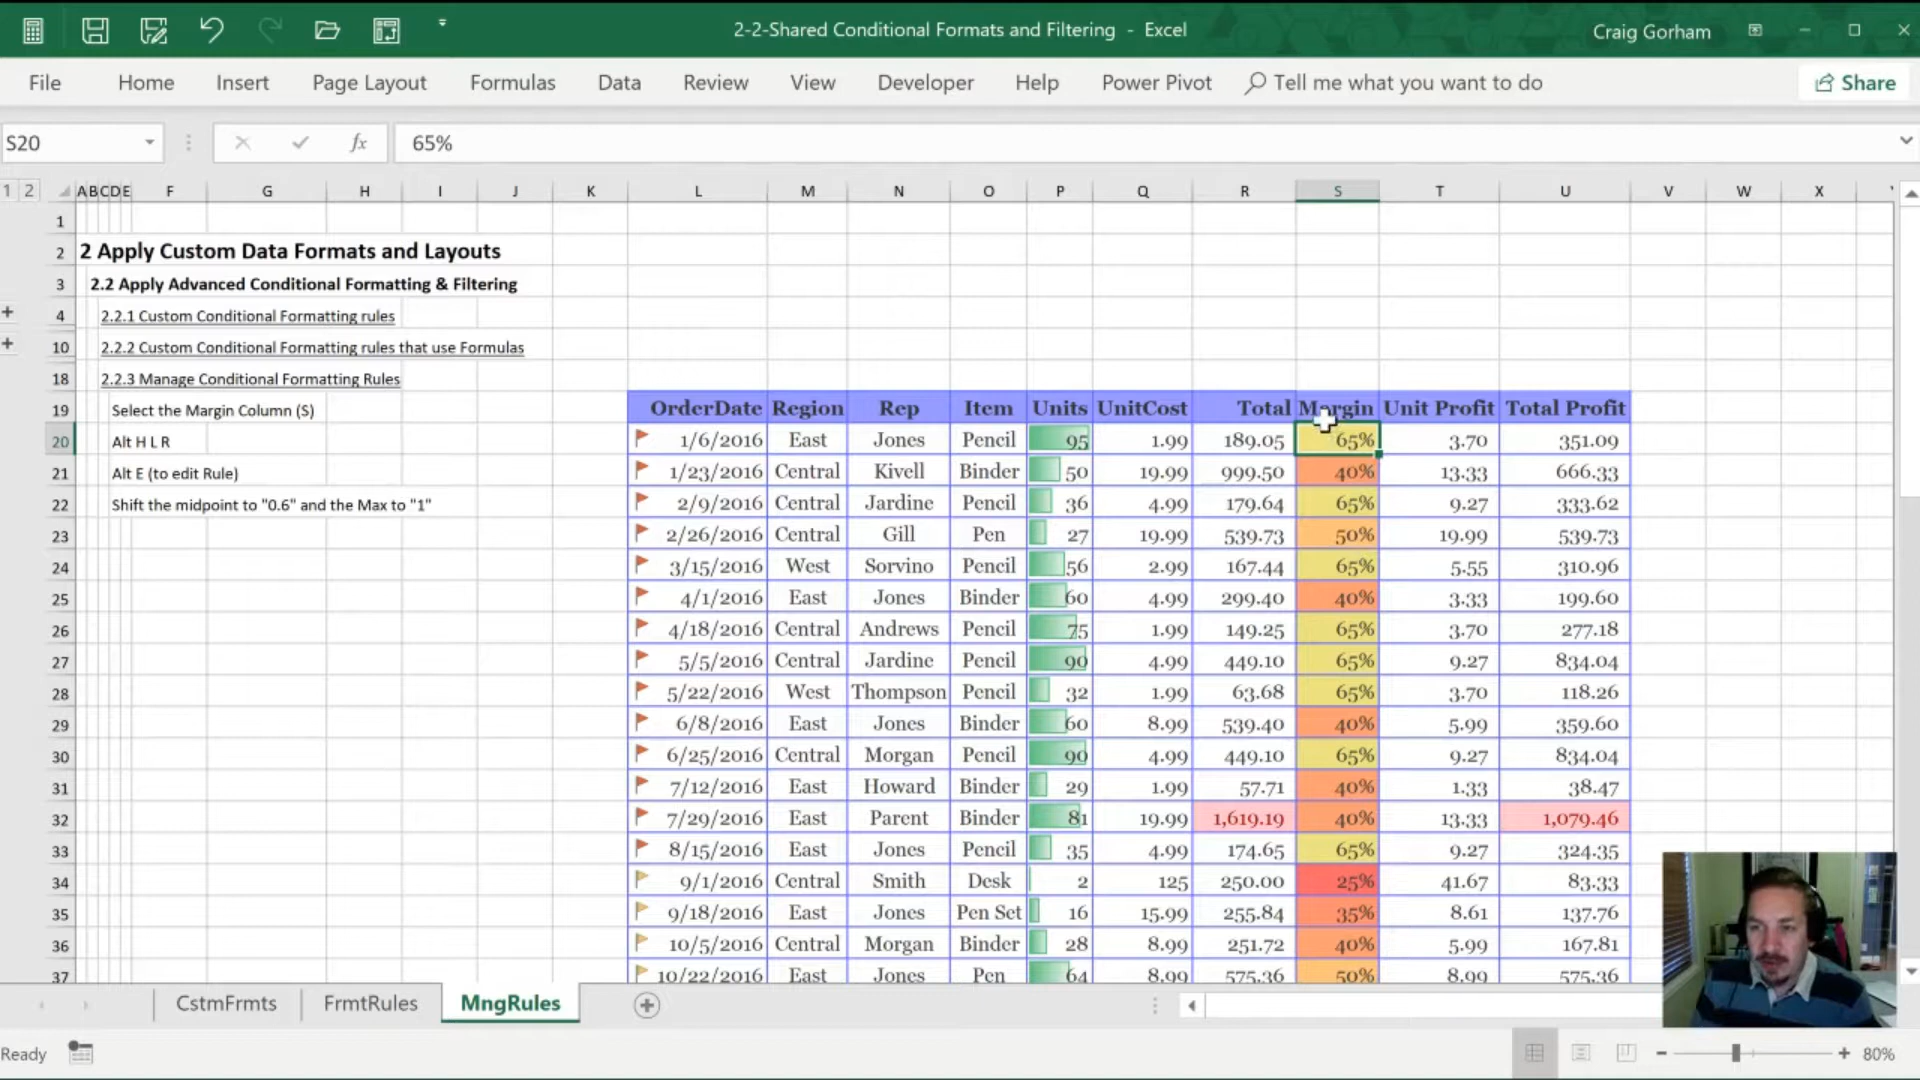 2-2-Shared Conditional Formats and Filtering - Excel
Craig Gorham
File Home Insert Page Layout Formulas Data Review View Developer Help Power Pivot Tell me what you want to do Share
S20 fx 65%
1 2 A B C D E F G H I J K L M N O P Q R S T U V W X
1
2 2 Apply Custom Data Formats and Layouts
3 2.2 Apply Advanced Conditional Formatting & Filtering
4 2.2.1 Custom Conditional Formatting rules
10 2.2.2 Custom Conditional Formatting rules that use Formulas
18 2.2.3 Manage Conditional Formatting Rules
19 Select the Margin Column (S) OrderDate Region Rep Item Units UnitCost Total Margin Unit Profit Total Profit
20 Alt H L R 1/6/2016 East Jones Pencil 95 1.99 189.05 65% 3.70 351.09
21 Alt E (to edit Rule) 1/23/2016 Central Kivell Binder 50 19.99 999.50 40% 13.33 666.33
22 Shift the midpoint to "0.6" and the Max to "1" 2/9/2016 Central Jardine Pencil 36 4.99 179.64 65% 9.27 333.62
23 2/26/2016 Central Gill Pen 27 19.99 539.73 50% 19.99 539.73
24 3/15/2016 West Sorvino Pencil 56 2.99 167.44 65% 5.55 310.96
25 4/1/2016 East Jones Binder 60 4.99 299.40 40% 3.33 199.60
26 4/18/2016 Central Andrews Pencil 75 1.99 149.25 65% 3.70 277.18
27 5/5/2016 Central Jardine Pencil 90 4.99 449.10 65% 9.27 834.04
28 5/22/2016 West Thompson Pencil 32 1.99 63.68 65% 3.70 118.26
29 6/8/2016 East Jones Binder 60 8.99 539.40 40% 5.99 359.60
30 6/25/2016 Central Morgan Pencil 90 4.99 449.10 65% 9.27 834.04
31 7/12/2016 East Howard Binder 29 1.99 57.71 40% 1.33 38.47
32 7/29/2016 East Parent Binder 81 19.99 1,619.19 40% 13.33 1,079.46
33 8/15/2016 East Jones Pencil 35 4.99 174.65 65% 9.27 324.35
34 9/1/2016 Central Smith Desk 2 125 250.00 25% 41.67 83.33
35 9/18/2016 East Jones Pen Set 16 15.99 255.84 35% 8.61 137.76
36 10/5/2016 Central Morgan Binder 28 8.99 251.72 40% 5.99 167.81
37 10/22/2016 East Jones Pen 64 8.99 575.36 50% 8.99 575.36
CstmFrmts FrmtRules MngRules
Ready 80%